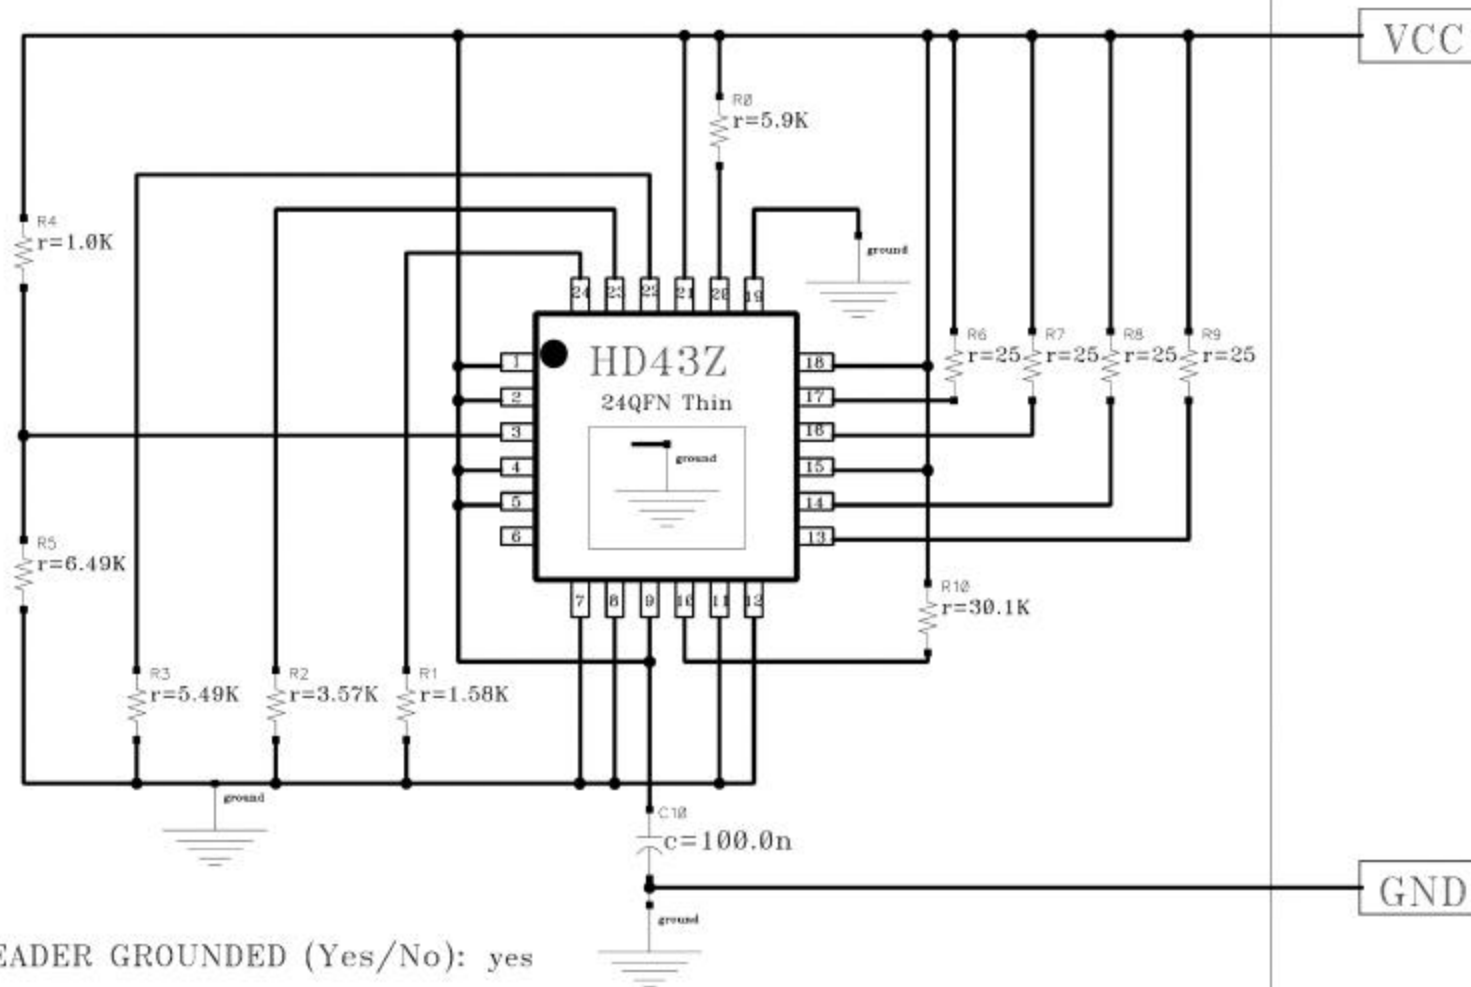 VCC
R0
r=5.9K
R4
r=1.0K
ground
24 23 22 21 20 19
R6
r=25
R7
r=25
R8
r=25
R9
r=25
HD43Z
24QFN Thin
ground
1
2
3
4
5
6
18
17
16
15
14
13
R5
r=6.49K
7 8 9 10 11 12
R10
r=30.1K
R3
r=5.49K
R2
r=3.57K
R1
r=1.58K
ground
C10
c=100.0n
GND
ground
EADER GROUNDED (Yes/No): yes